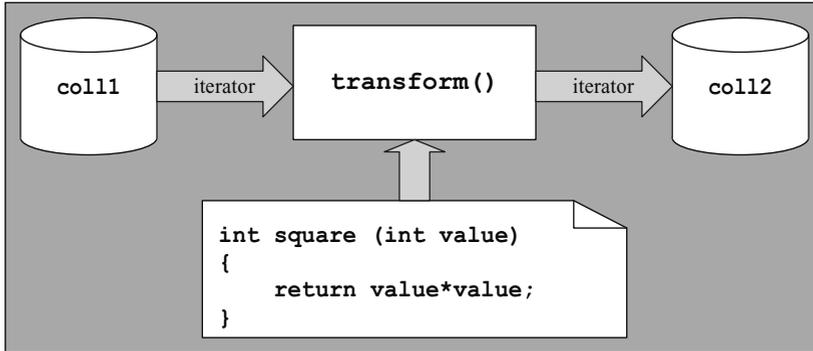 coll1
iterator
transform()
iterator
coll2
int square (int value)
{
    return value*value;
}